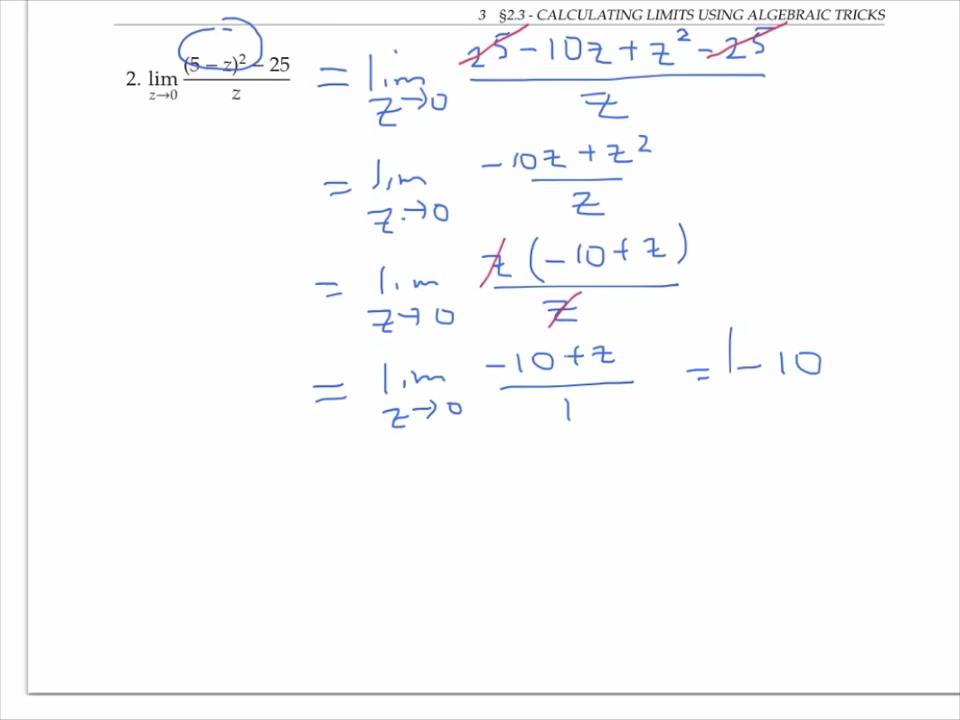 3 §2.3 - CALCULATING LIMITS USING ALGEBRAIC TRICKS
2. lim z→0 (5 − z)² − 25 / z = lim z→0 25 - 10z + z² - 25 / z
= lim z→0 -10z + z² / z
= lim z→0 z(-10 + z) / z
= lim z→0 -10 + z / 1 = -10